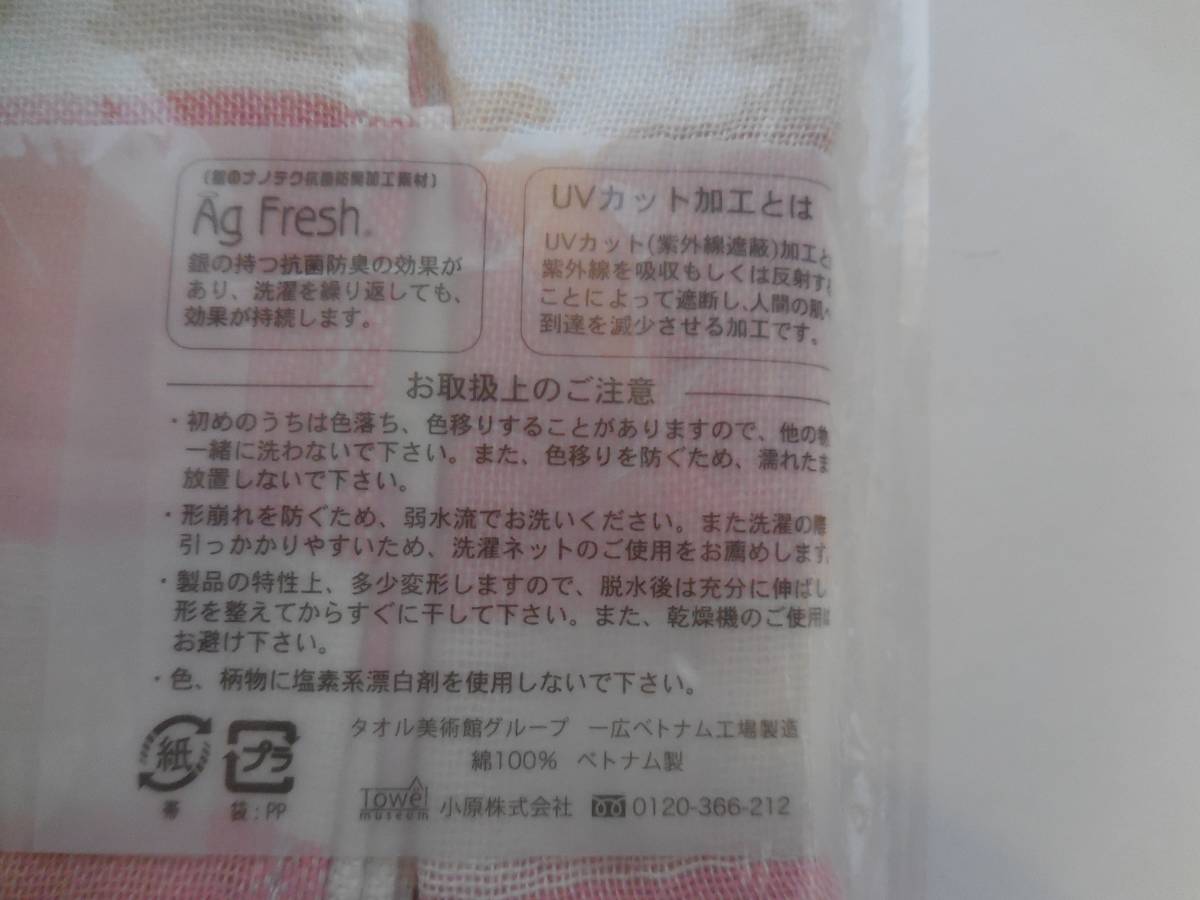 〔銀のナノテク抗菌防臭加工素材〕
Ag Fresh®
銀の持つ抗菌防臭の効果が
あり、洗濯を繰り返しても、
効果が持続します。
UVカット加工とは
UVカット(紫外線遮蔽)加工と
紫外線を吸収もしくは反射する
ことによって遮断し、人間の肌へ
到達を減少させる加工です。
お取扱上のご注意
・初めのうちは色落ち、色移りすることがありますので、他の物
一緒に洗わないで下さい。また、色移りを防ぐため、濡れたま
放置しないで下さい。
・形崩れを防ぐため、弱水流でお洗いください。また洗濯の際
引っかかりやすいため、洗濯ネットのご使用をお薦めします
・製品の特性上、多少変形しますので、脱水後は充分に伸ばし
形を整えてからすぐに干して下さい。また、乾燥機のご使用は
お避け下さい。
・色、柄物に塩素系漂白剤を使用しないで下さい。
紙
帯
プラ
袋:PP
タオル美術館グループ 一広ベトナム工場製造
綿100% ベトナム製
Towel museum 小原株式会社 0120-366-212